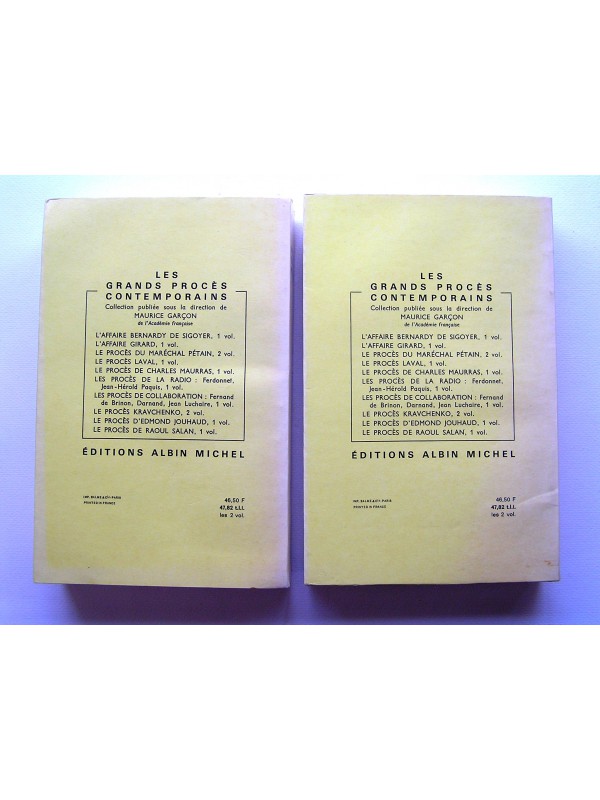 LES
GRANDS PROCÈS
CONTEMPORAINS
Collection publiée sous la direction de
MAURICE GARÇON
de l'Académie française
L'AFFAIRE BERNARDY DE SIGOYER, 1 vol.
L'AFFAIRE GIRARD, 1 vol.
LE PROCÈS DU MARÉCHAL PÉTAIN, 2 vol.
LE PROCÈS LAVAL, 1 vol.
LE PROCÈS DE CHARLES MAURRAS, 1 vol.
LES PROCÈS DE LA RADIO : Ferdonnet,
Jean-Hérold Paquis, 1 vol.
LES PROCÈS DE COLLABORATION : Fernand
de Brinon, Darnand, Jean Luchaire, 1 vol.
LE PROCÈS KRAVCHENKO, 2 vol.
LE PROCÈS D'EDMOND JOUHAUD, 1 vol.
LE PROCÈS DE RAOUL SALAN, 1 vol.
ÉDITIONS ALBIN MICHEL
PRINTED IN FRANCE
46,50 F
47,82 t.l.i.
les 2 vol.
LES
GRANDS PROCÈS
CONTEMPORAINS
Collection publiée sous la direction de
MAURICE GARÇON
de l'Académie française
L'AFFAIRE BERNARDY DE SIGOYER, 1 vol.
L'AFFAIRE GIRARD, 1 vol.
LE PROCÈS DU MARÉCHAL PÉTAIN, 2 vol.
LE PROCÈS LAVAL, 1 vol.
LE PROCÈS DE CHARLES MAURRAS, 1 vol.
LES PROCÈS DE LA RADIO : Ferdonnet,
Jean-Hérold Paquis, 1 vol.
LES PROCÈS DE COLLABORATION : Fernand
de Brinon, Darnand, Jean Luchaire, 1 vol.
LE PROCÈS KRAVCHENKO, 2 vol.
LE PROCÈS D'EDMOND JOUHAUD, 1 vol.
LE PROCÈS DE RAOUL SALAN, 1 vol.
ÉDITIONS ALBIN MICHEL
PRINTED IN FRANCE
46,50 F
47,82 t.l.i.
les 2 vol.